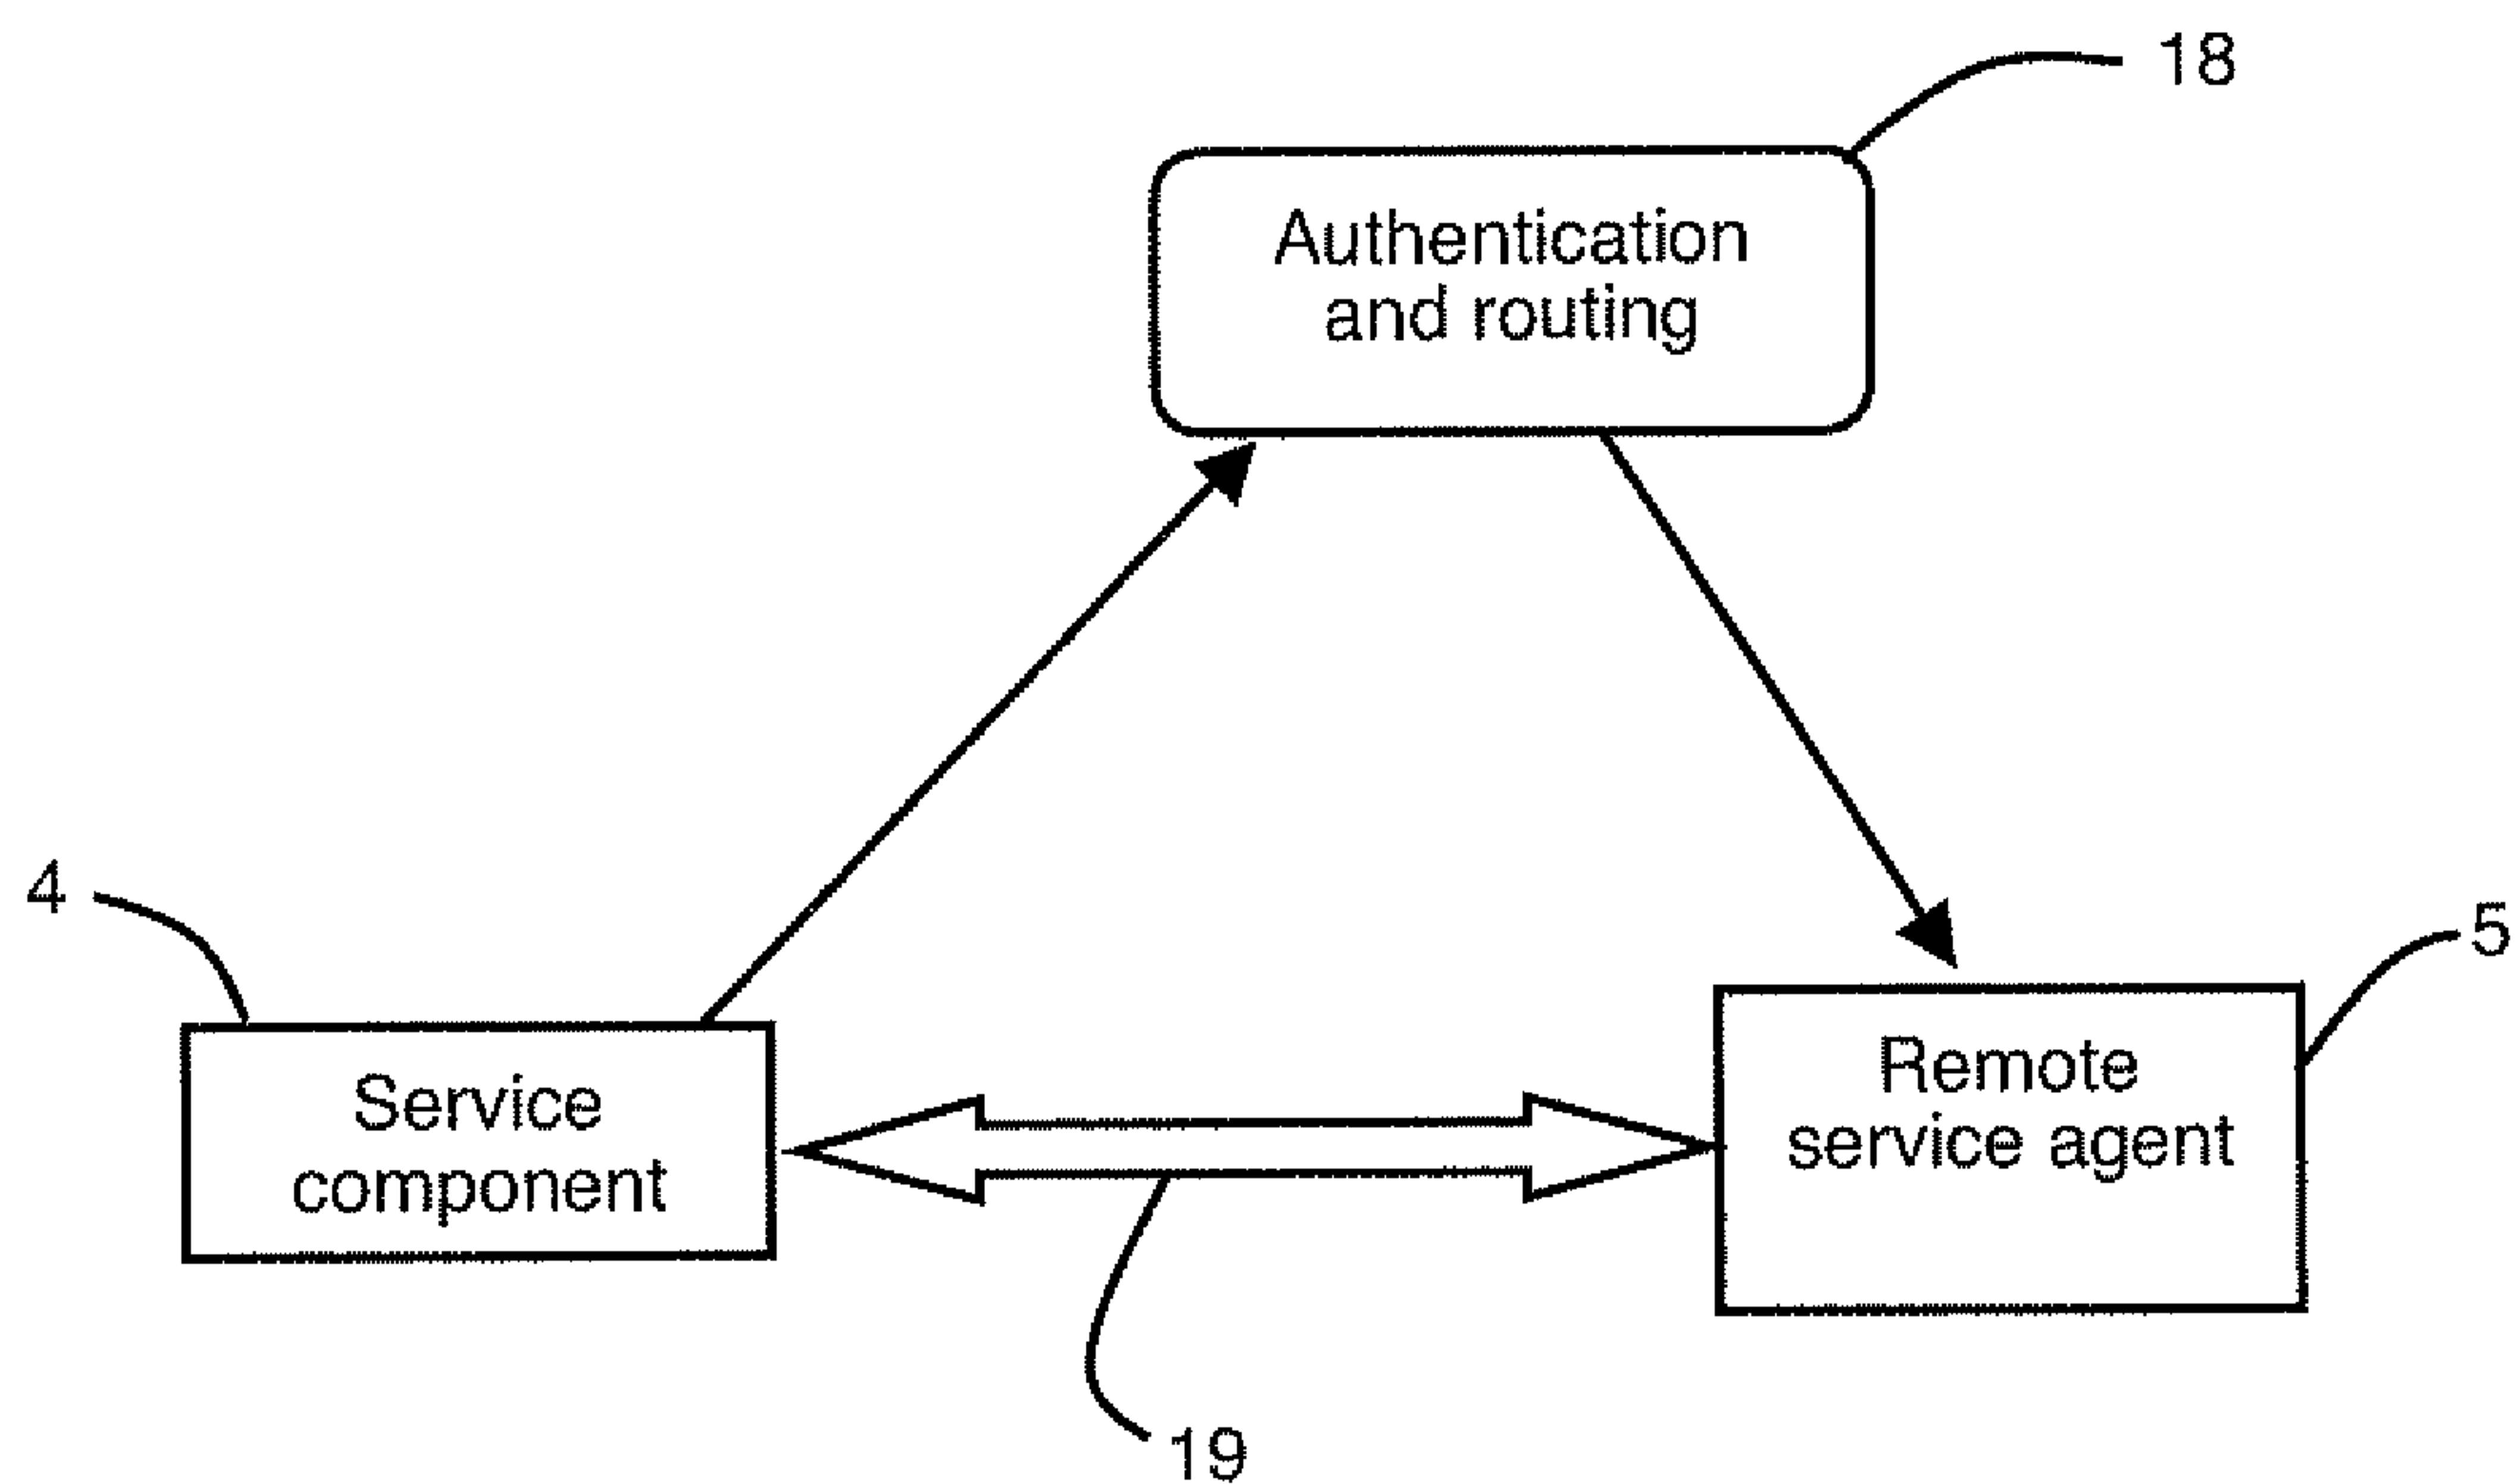 18
Authentication
and routing
4
5
Service
component
Remote
service agent
19